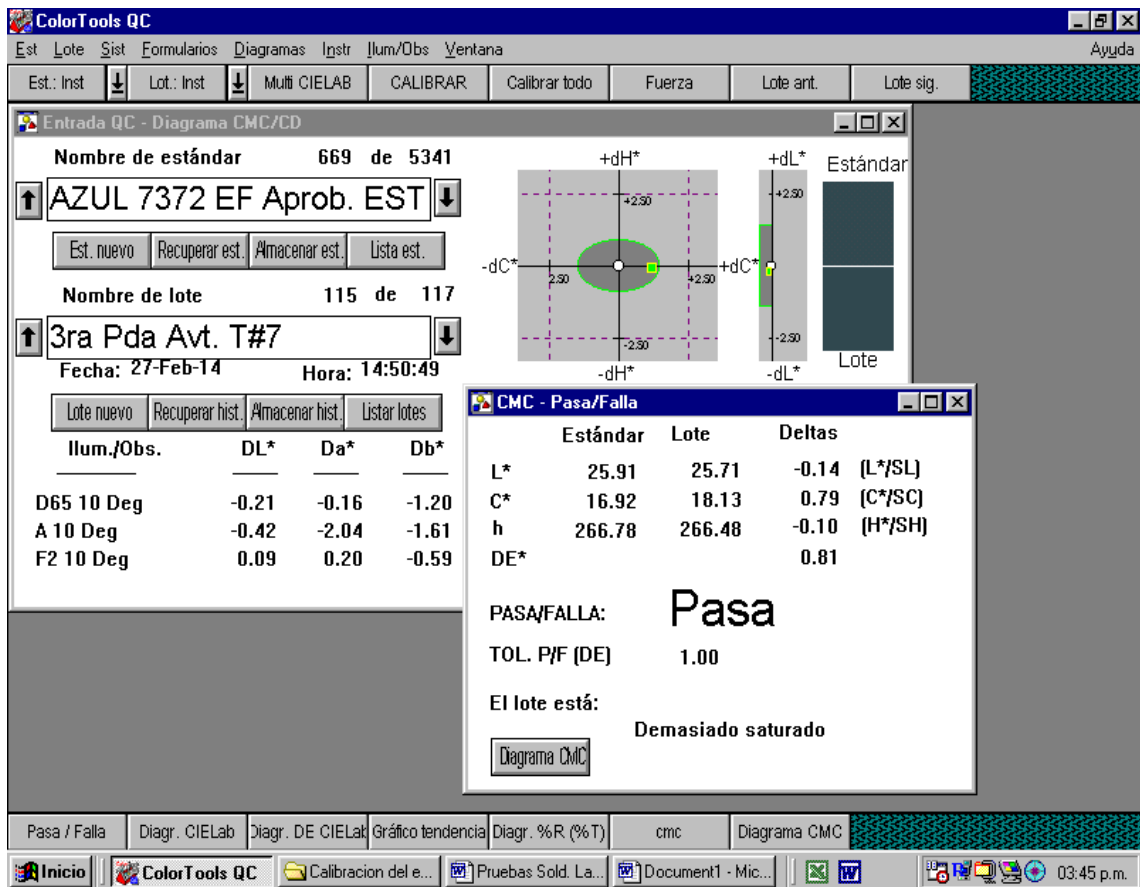 ColorTools QC
Est Lote Sist Formularios Diagramas Instr Ilum/Obs Ventana Ayuda
Est.: Inst Lot.: Inst Multi CIELAB CALIBRAR Calibrar todo Fuerza Lote ant. Lote sig.
Entrada QC - Diagrama CMC/CD
Nombre de estándar 669 de 5341
AZUL 7372 EF Aprob. EST
Est. nuevo Recuperar est. Almacenar est. Lista est.
Nombre de lote 115 de 117
3ra Pda Avt. T#7
Fecha: 27-Feb-14 Hora: 14:50:49
Lote nuevo Recuperar hist. Almacenar hist. Listar lotes
Ilum./Obs. DL* Da* Db*
D65 10 Deg -0.21 -0.16 -1.20
A 10 Deg -0.42 -2.04 -1.61
F2 10 Deg 0.09 0.20 -0.59
+dH*
+2.50
-dC* 2.50 +2.50 +dC*
-2.50
-dH*
+dL*
+2.50
-2.50
-dL*
Estándar
Lote
CMC - Pasa/Falla
Estándar Lote Deltas
L* 25.91 25.71 -0.14 (L*/SL)
C* 16.92 18.13 0.79 (C*/SC)
h 266.78 266.48 -0.10 (H*/SH)
DE* 0.81
PASA/FALLA: Pasa
TOL. P/F (DE) 1.00
El lote está:
Demasiado saturado
Diagrama CMC
Pasa / Falla Diagr. CIELab Diagr. DE CIELab Gráfico tendencia Diagr. %R (%T) cmc Diagrama CMC
Inicio ColorTools QC Calibracion del e... Pruebas Sold. La... Document1 - Mic... 03:45 p.m.